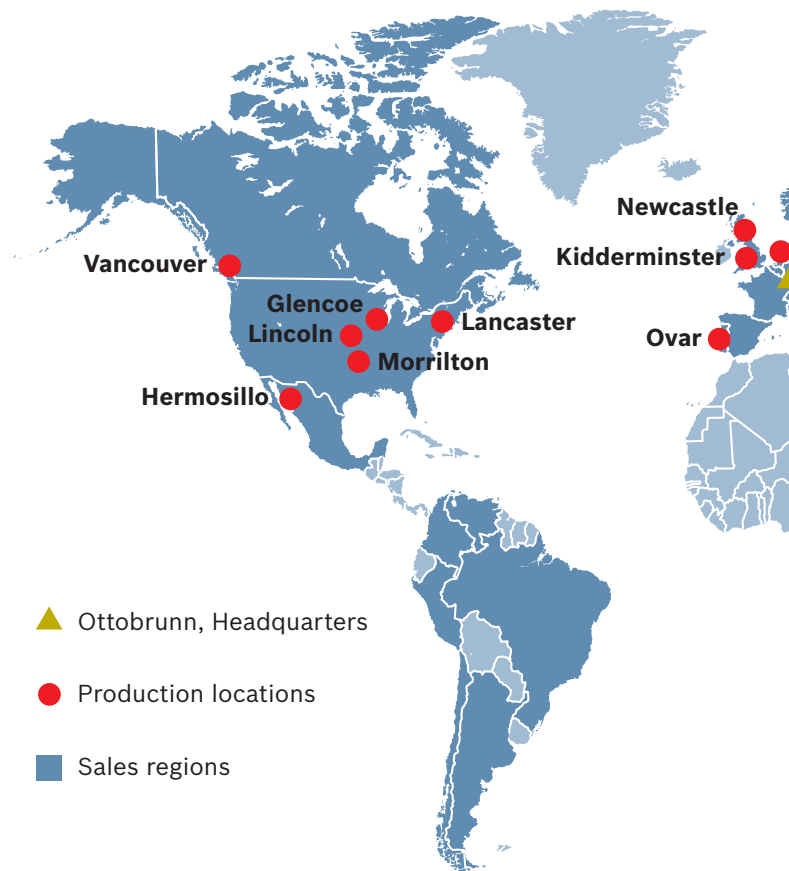 Newcastle
Kidderminster
Vancouver
Glencoe
Lincoln
Lancaster
Ovar
Morrilton
Hermosillo
Ottobrunn, Headquarters
Production locations
Sales regions